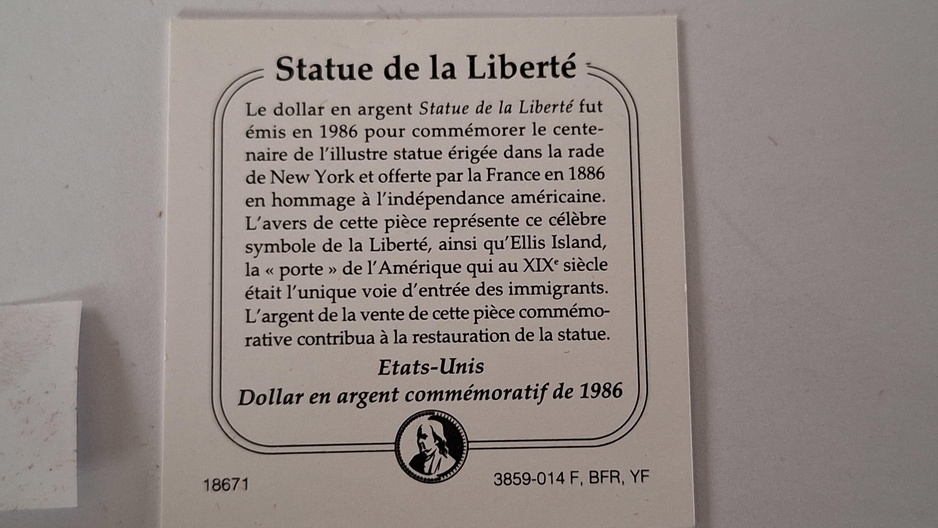 Statue de la Liberté
Le dollar en argent Statue de la Liberté fut
émis en 1986 pour commémorer le cente-
naire de l'illustre statue érigée dans la rade
de New York et offerte par la France en 1886
en hommage à l'indépendance américaine.
L'avers de cette pièce représente ce célèbre
symbole de la Liberté, ainsi qu'Ellis Island,
la « porte » de l'Amérique qui au XIXᵉ siècle
était l'unique voie d'entrée des immigrants.
L'argent de la vente de cette pièce commémo-
rative contribua à la restauration de la statue.
Etats-Unis
Dollar en argent commémoratif de 1986
18671
3859-014 F, BFR, YF